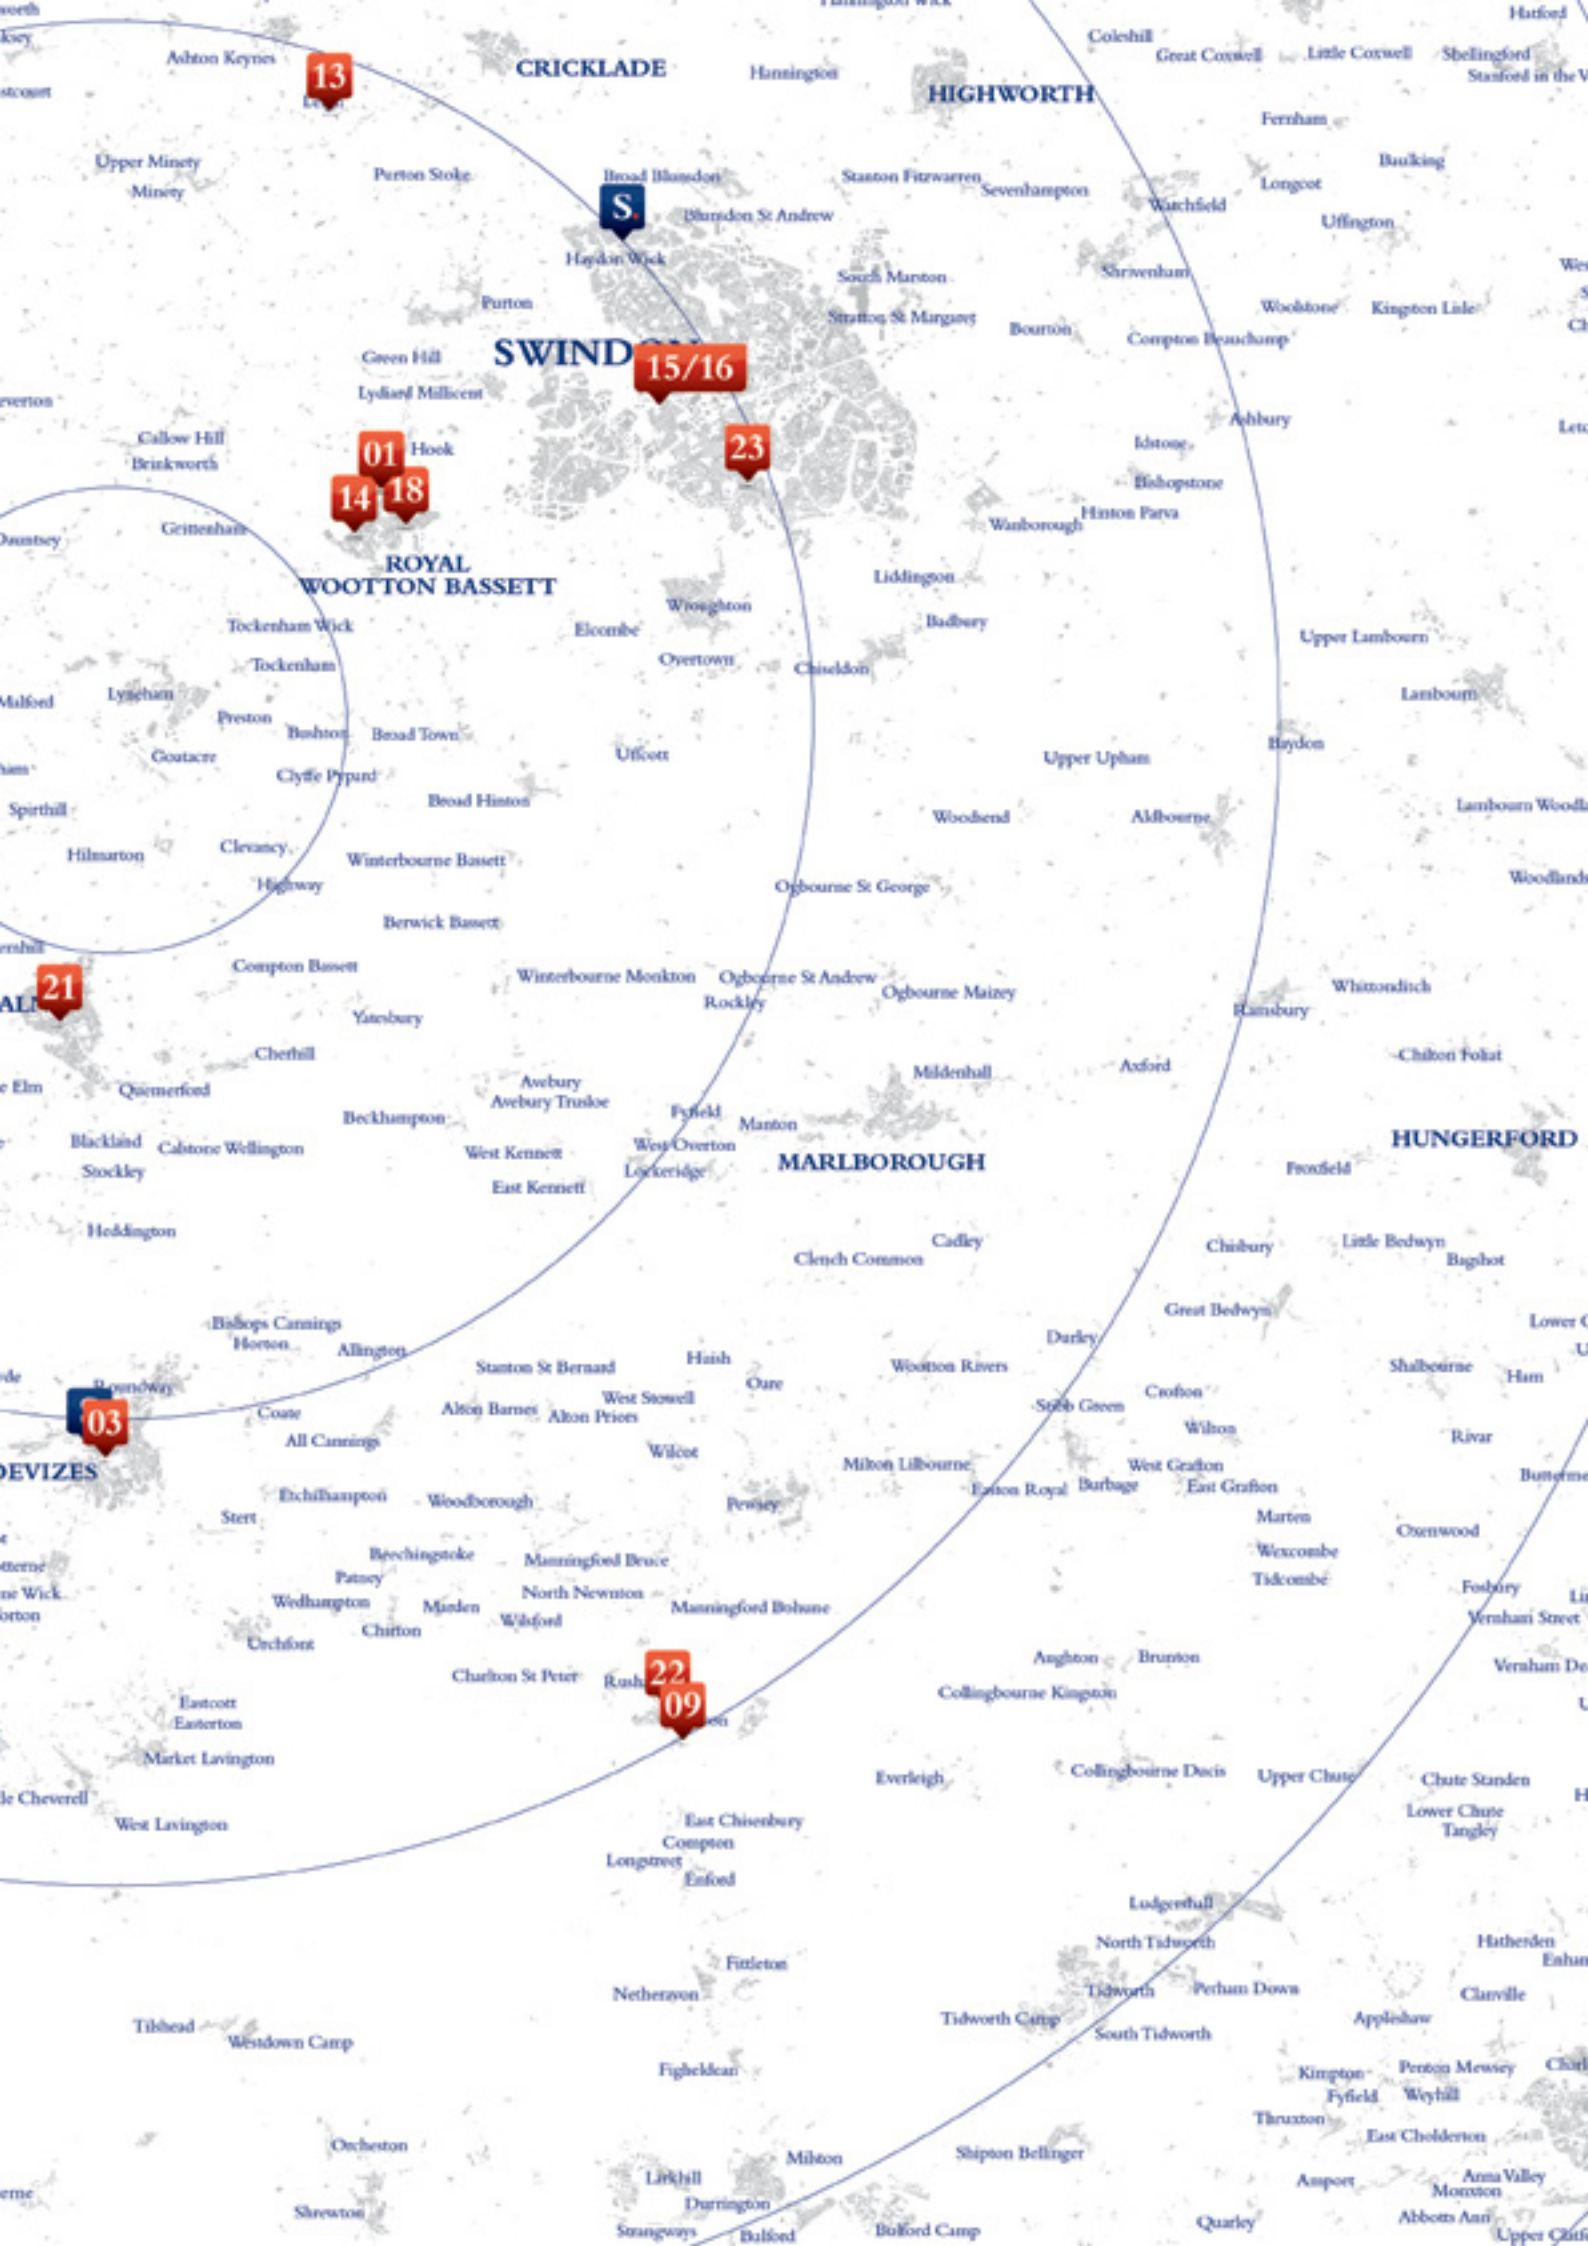 Hatford
Coleshill
Great Coxwell
Little Coxwell
Shellingford
Ashton Keynes
CRICKLADE
Hannington
Stanford in the V
13
HIGHWORTH
Fernham
Upper Minety
Minety
Purton Stoke
Broad Blunsdon
Stanton Fitzwarren
Sevenhampton
Longcot
Baulking
S.
Blunsdon St Andrew
Watchfield
Uffington
Haydon Wick
South Marston
Shrivenham
Purton
Stratton St Margaret
Bourton
Woolstone
Kingston Lisle
Compton Beauchamp
SWINDON
Green Hill
15/16
Lydiard Millicent
Ashbury
Callow Hill
Brinkworth
01
Hook
23
Idstone
14
18
Bishopstone
Hinton Parva
Wanborough
Grittenham
Dauntsey
ROYAL
WOOTTON BASSETT
Liddington
Wroughton
Badbury
Tockenham Wick
Elcombe
Upper Lambourn
Tockenham
Overtown
Chiseldon
Lyneham
Malford
Lambourn
Preston
Bushton
Broad Town
Baydon
Goatacre
Uffcott
Upper Upham
Clyffe Pypard
Broad Hinton
Spirthill
Woodsend
Aldbourne
Lambourn Woodla
Hilmarton
Clevancy
Winterbourne Bassett
Highway
Ogbourne St George
Woodlands
Berwick Bassett
Compton Bassett
Winterbourne Monkton
Ogbourne St Andrew
Rockley
Ogbourne Maizey
Whittonditch
21
Ramsbury
Yatesbury
Cherhill
Chilton Foliat
Mildenhall
Axford
Quemerford
Avebury
Avebury Trusloe
Beckhampton
Fyfield
Manton
HUNGERFORD
Blackland
Calstone Wellington
West Kennett
West Overton
MARLBOROUGH
Stockley
Lockeridge
Froxfield
East Kennett
Heddington
Cadley
Clench Common
Chisbury
Little Bedwyn
Bagshot
Great Bedwyn
Bishops Cannings
Horton
Allington
Durley
Huish
Stanton St Bernard
Wootton Rivers
Shalbourne
Ham
Roundway
Oare
West Stowell
Crofton
03
Coate
Alton Barnes
Alton Priors
Stibb Green
Wilton
All Cannings
Wilcot
Rivar
DEVIZES
Milton Lilbourne
West Grafton
Easton Royal
Burbage
East Grafton
Etchilhampton
Woodborough
Pewsey
Stert
Marten
Oxenwood
Beechingstoke
Manningford Bruce
Wexcombe
Patney
Tidcombe
Fosbury
Wedhampton
Marden
North Newnton
Manningford Bohune
Wilsford
Vernham Street
Chirton
Urchfont
Aughton
Brunton
Vernham De
Charlton St Peter
22
Collingbourne Kingston
09
Eastcott
Easterton
Market Lavington
Everleigh
Collingbourne Ducis
Upper Chute
Chute Standen
le Cheverell
West Lavington
East Chisenbury
Compton
Lower Chute
Tangley
Longstreet
Enford
Ludgershall
North Tidworth
Hatherden
Fittleton
Netheravon
Tidworth
Perham Down
Clanville
Tilshead
Westdown Camp
Tidworth Camp
South Tidworth
Appleshaw
Figheldean
Kimpton
Penton Mewsey
Fyfield
Weyhill
Thruxton
East Cholderton
Orcheston
Milston
Shipton Bellinger
Larkhill
Amport
Anna Valley
Monxton
Shrewton
Durrington
Strangways
Bulford
Bulford Camp
Quarley
Abbotts Ann
Upper Clatfo